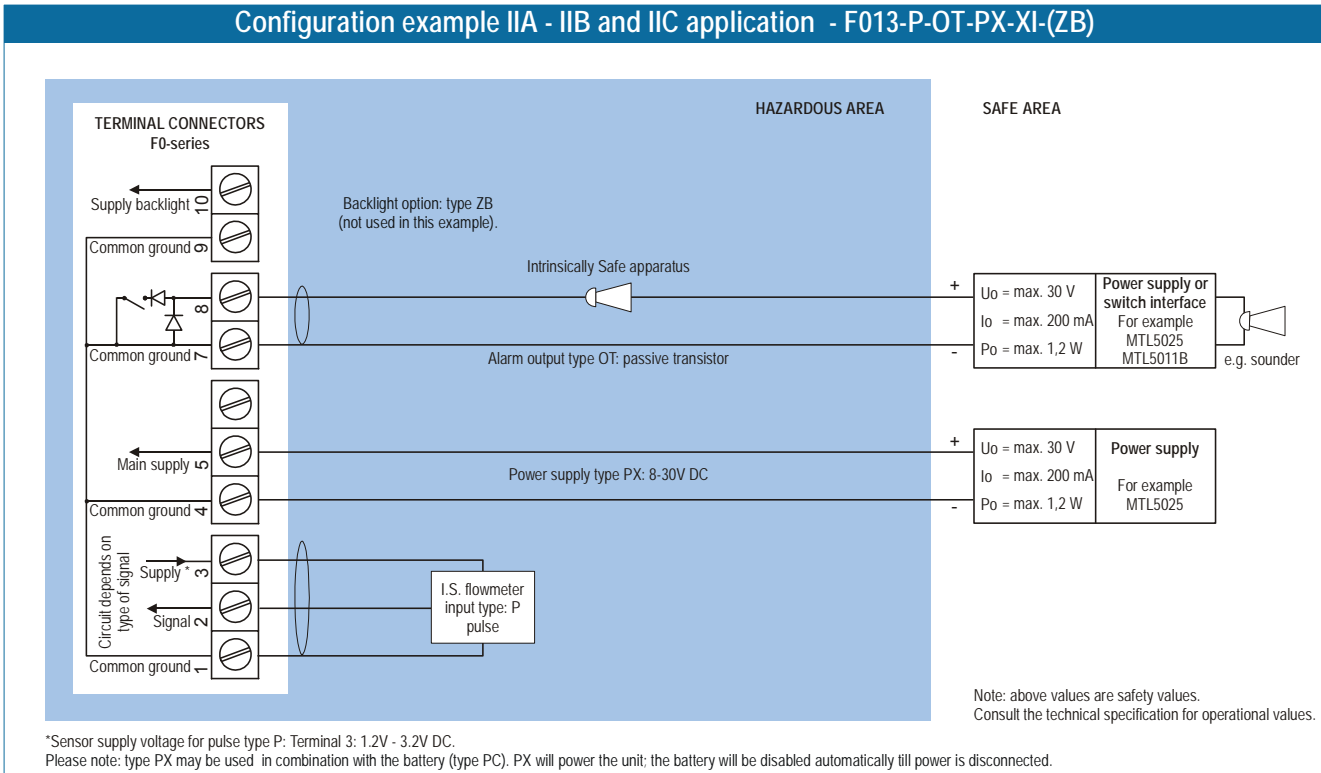 Configuration example IIA - IIB and IIC application - F013-P-OT-PX-XI-(ZB)
HAZARDOUS AREA
SAFE AREA
TERMINAL CONNECTORS
F0-series
Supply backlight
10
Common ground
9
8
Common ground
7
Main supply
5
Common ground
4
Circuit depends on
type of signal
Supply *
3
Signal
2
Common ground
1
Backlight option: type ZB
(not used in this example).
Intrinsically Safe apparatus
Alarm output type OT: passive transistor
+
-
Uo = max. 30 V
Io = max. 200 mA
Po = max. 1,2 W
Power supply or
switch interface
For example
MTL5025
MTL5011B
e.g. sounder
Power supply type PX: 8-30V DC
+
-
Uo = max. 30 V
Io = max. 200 mA
Po = max. 1,2 W
Power supply
For example
MTL5025
I.S. flowmeter
input type: P
pulse
Note: above values are safety values.
Consult the technical specification for operational values.
*Sensor supply voltage for pulse type P: Terminal 3: 1.2V - 3.2V DC.
Please note: type PX may be used in combination with the battery (type PC). PX will power the unit; the battery will be disabled automatically till power is disconnected.